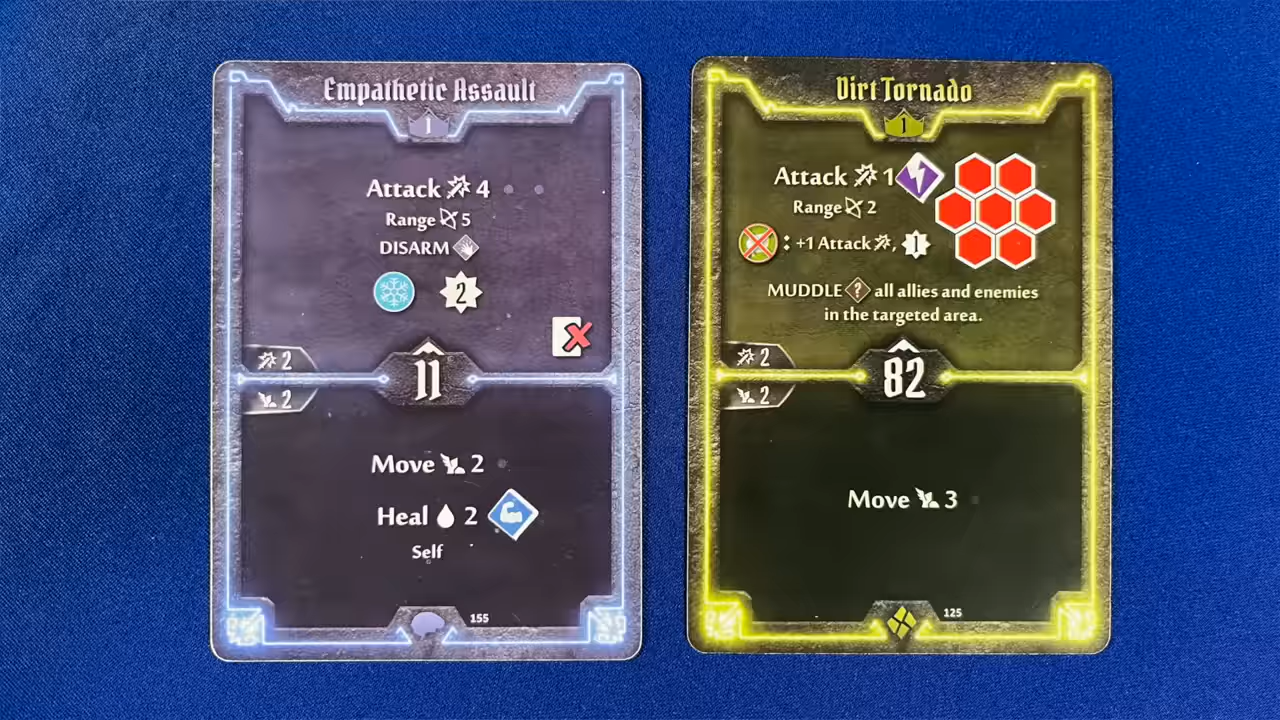 Empathetic Assault
1
Attack 4
Range 5
DISARM
2
2
11
2
Move 2
Heal 2
Self
155
Dirt Tornado
1
Attack 1
Range 2
: +1 Attack , 1
MUDDLE ? all allies and enemies
in the targeted area.
2
82
2
Move 3
125